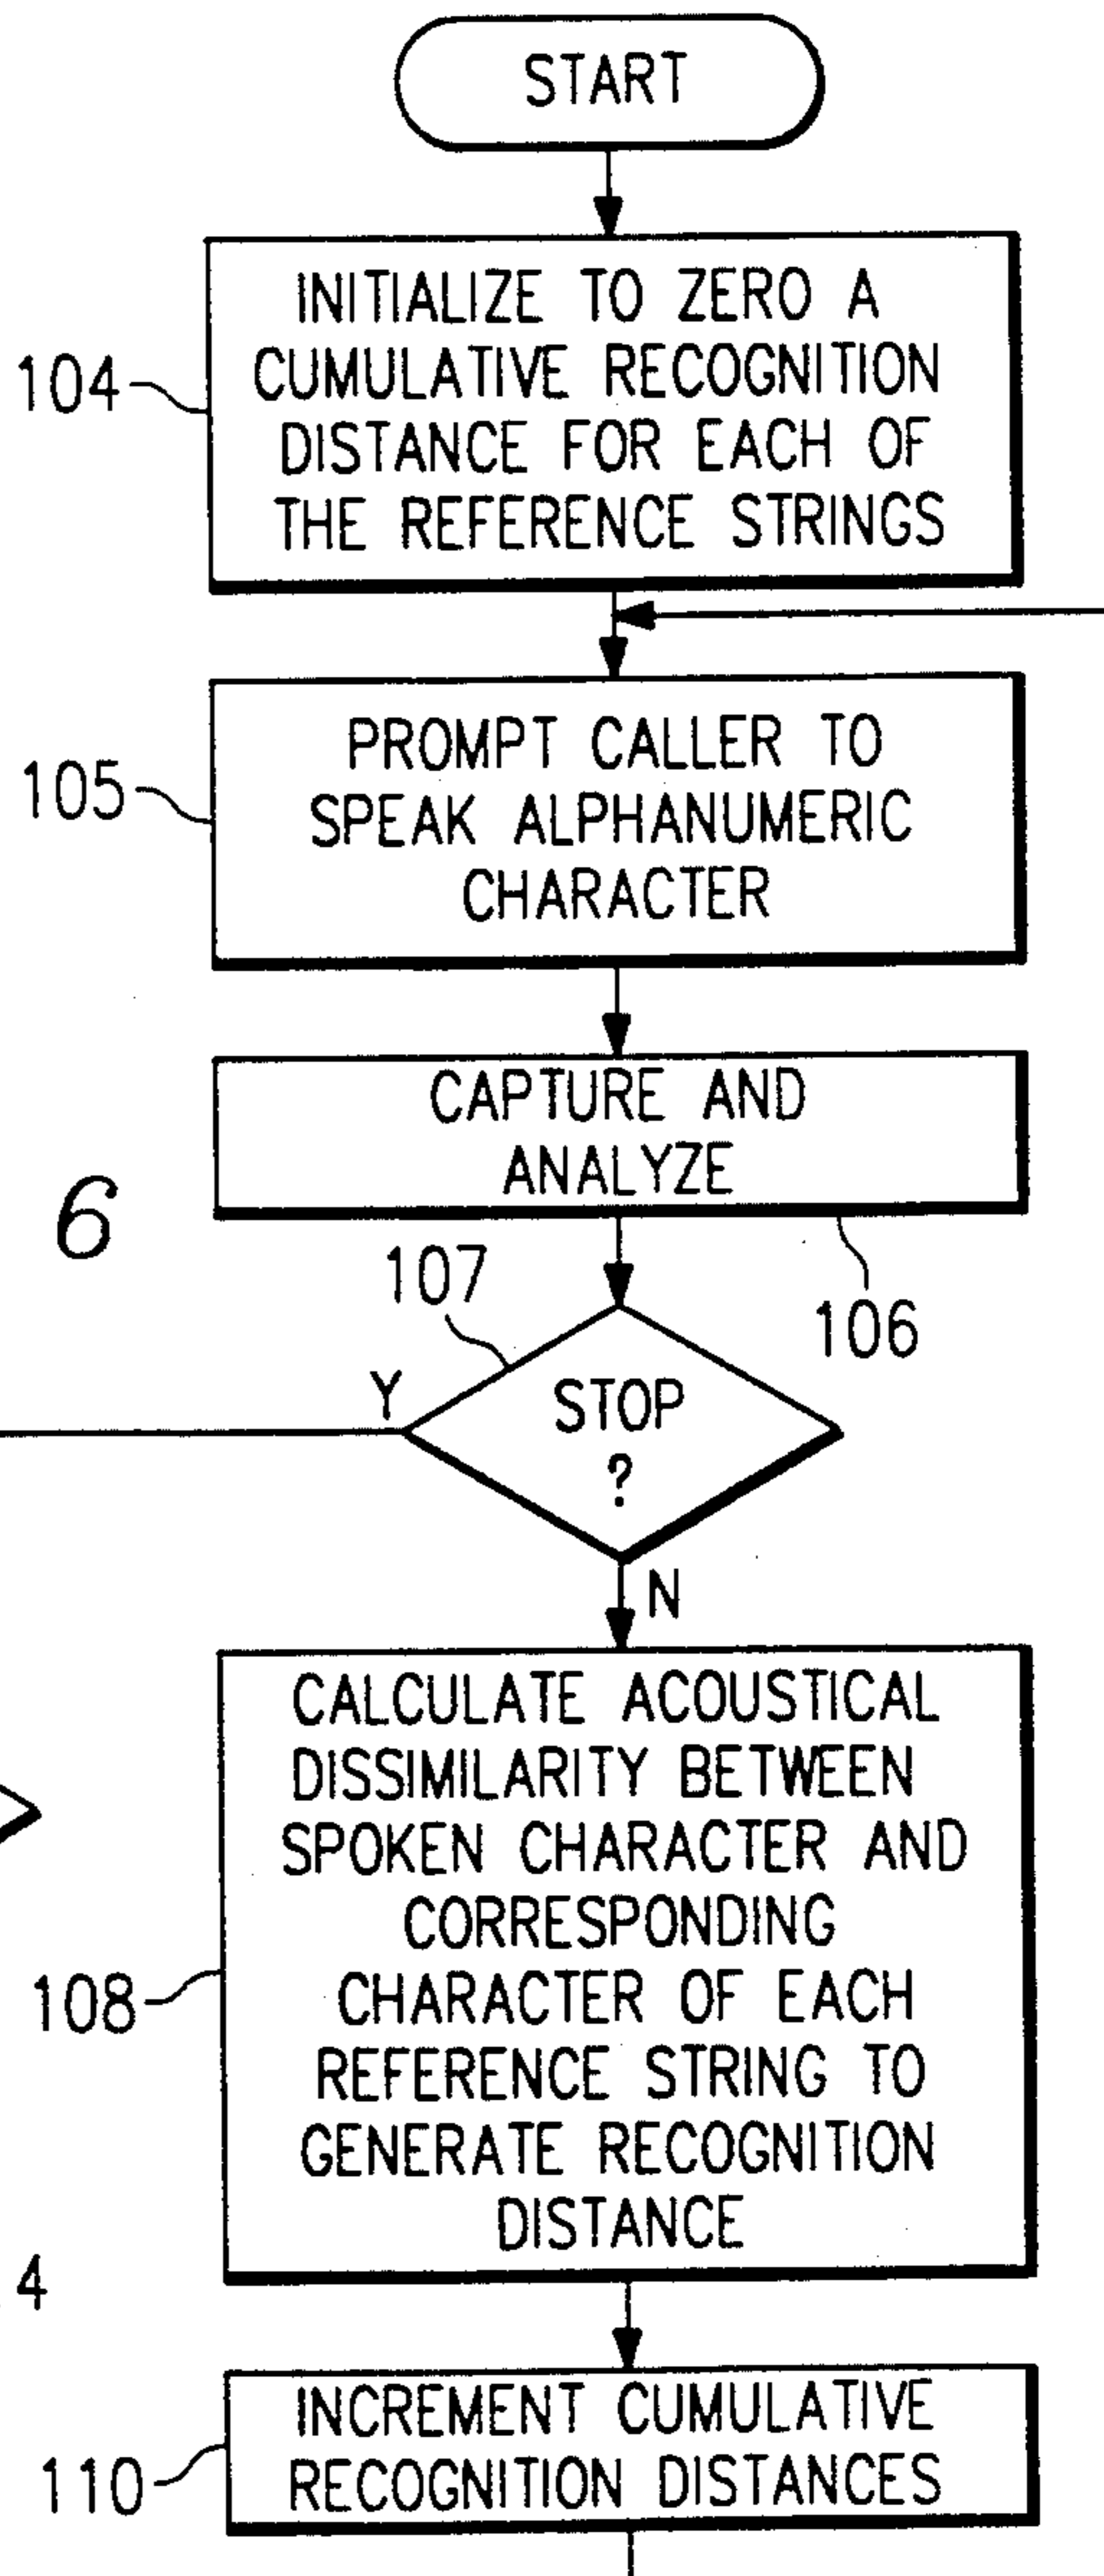 START
INITIALIZE TO ZERO A
CUMULATIVE RECOGNITION
DISTANCE FOR EACH OF
THE REFERENCE STRINGS
104
PROMPT CALLER TO
SPEAK ALPHANUMERIC
CHARACTER
105
CAPTURE AND
ANALYZE
6
107
106
Y
STOP
?
N
CALCULATE ACOUSTICAL
DISSIMILARITY BETWEEN
SPOKEN CHARACTER AND
CORRESPONDING
CHARACTER OF EACH
REFERENCE STRING TO
GENERATE RECOGNITION
DISTANCE
108
4
INCREMENT CUMULATIVE
RECOGNITION DISTANCES
110